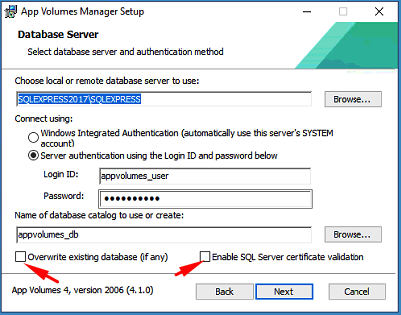 App Volumes Manager Setup
Database Server
Select database server and authentication method
Choose local or remote database server to use:
SQLEXPRESS2017\SQLEXPRESS
Browse...
Connect using:
Windows Integrated Authentication (automatically use this server's SYSTEM
account)
Server authentication using the Login ID and password below
Login ID: appvolumes_user
Password: ●●●●●●●●●●
Name of database catalog to use or create:
appvolumes_db
Browse...
Overwrite existing database (if any) Enable SQL Server certificate validation
App Volumes 4, version 2006 (4.1.0) Back Next Cancel